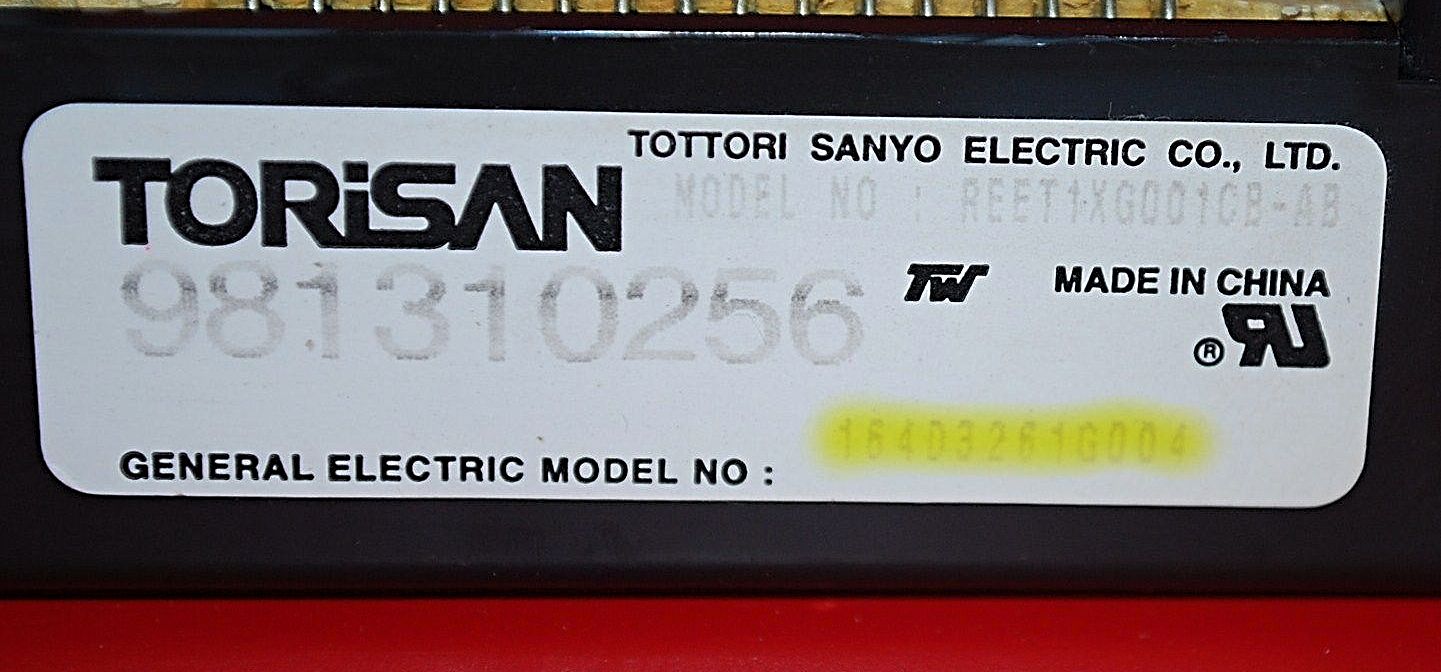 TOTTORI SANYO ELECTRIC CO., LTD.
TORiSAN
MODEL NO : REET1XG001CB-AB
981310256
TW MADE IN CHINA
® RU
GENERAL ELECTRIC MODEL NO : 164D3261G004